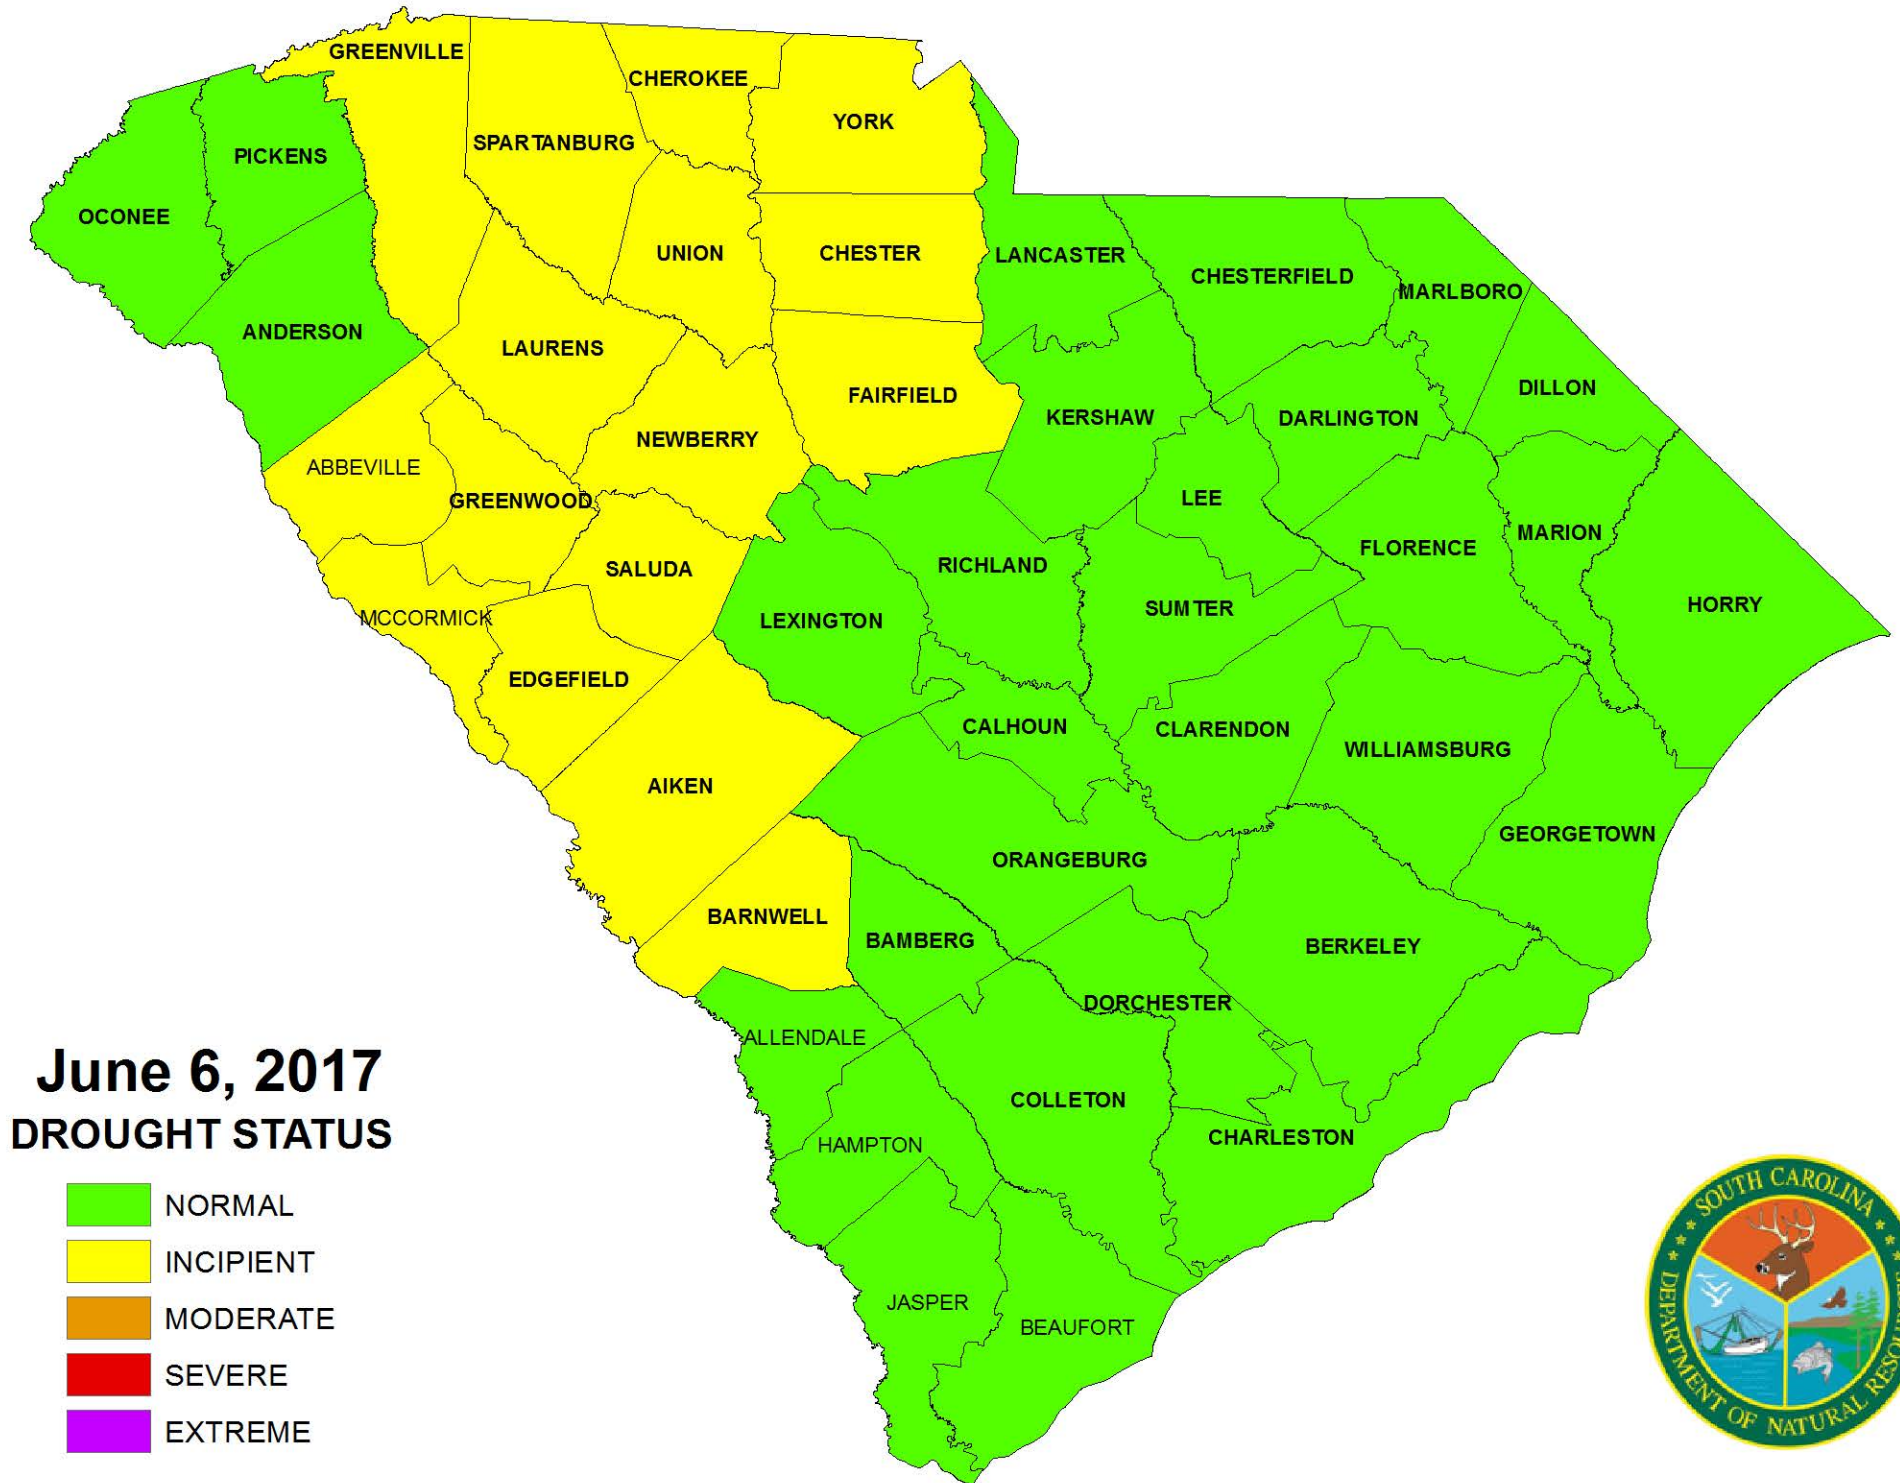 GREENVILLE
CHEROKEE
YORK
SPARTANBURG
PICKENS
OCONEE
UNION
CHESTER
LANCASTER
CHESTERFIELD
MARLBORO
ANDERSON
LAURENS
DILLON
FAIRFIELD
KERSHAW
DARLINGTON
NEWBERRY
ABBEVILLE
GREENWOOD
LEE
MARION
FLORENCE
SALUDA
RICHLAND
HORRY
SUMTER
MCCORMICK
LEXINGTON
EDGEFIELD
CALHOUN
CLARENDON
WILLIAMSBURG
AIKEN
GEORGETOWN
ORANGEBURG
BARNWELL
BAMBERG
BERKELEY
DORCHESTER
ALLENDALE
COLLETON
CHARLESTON
HAMPTON
JASPER
BEAUFORT
June 6, 2017
DROUGHT STATUS
NORMAL
INCIPIENT
MODERATE
SEVERE
EXTREME
SOUTH CAROLINA
DEPARTMENT OF NATURAL